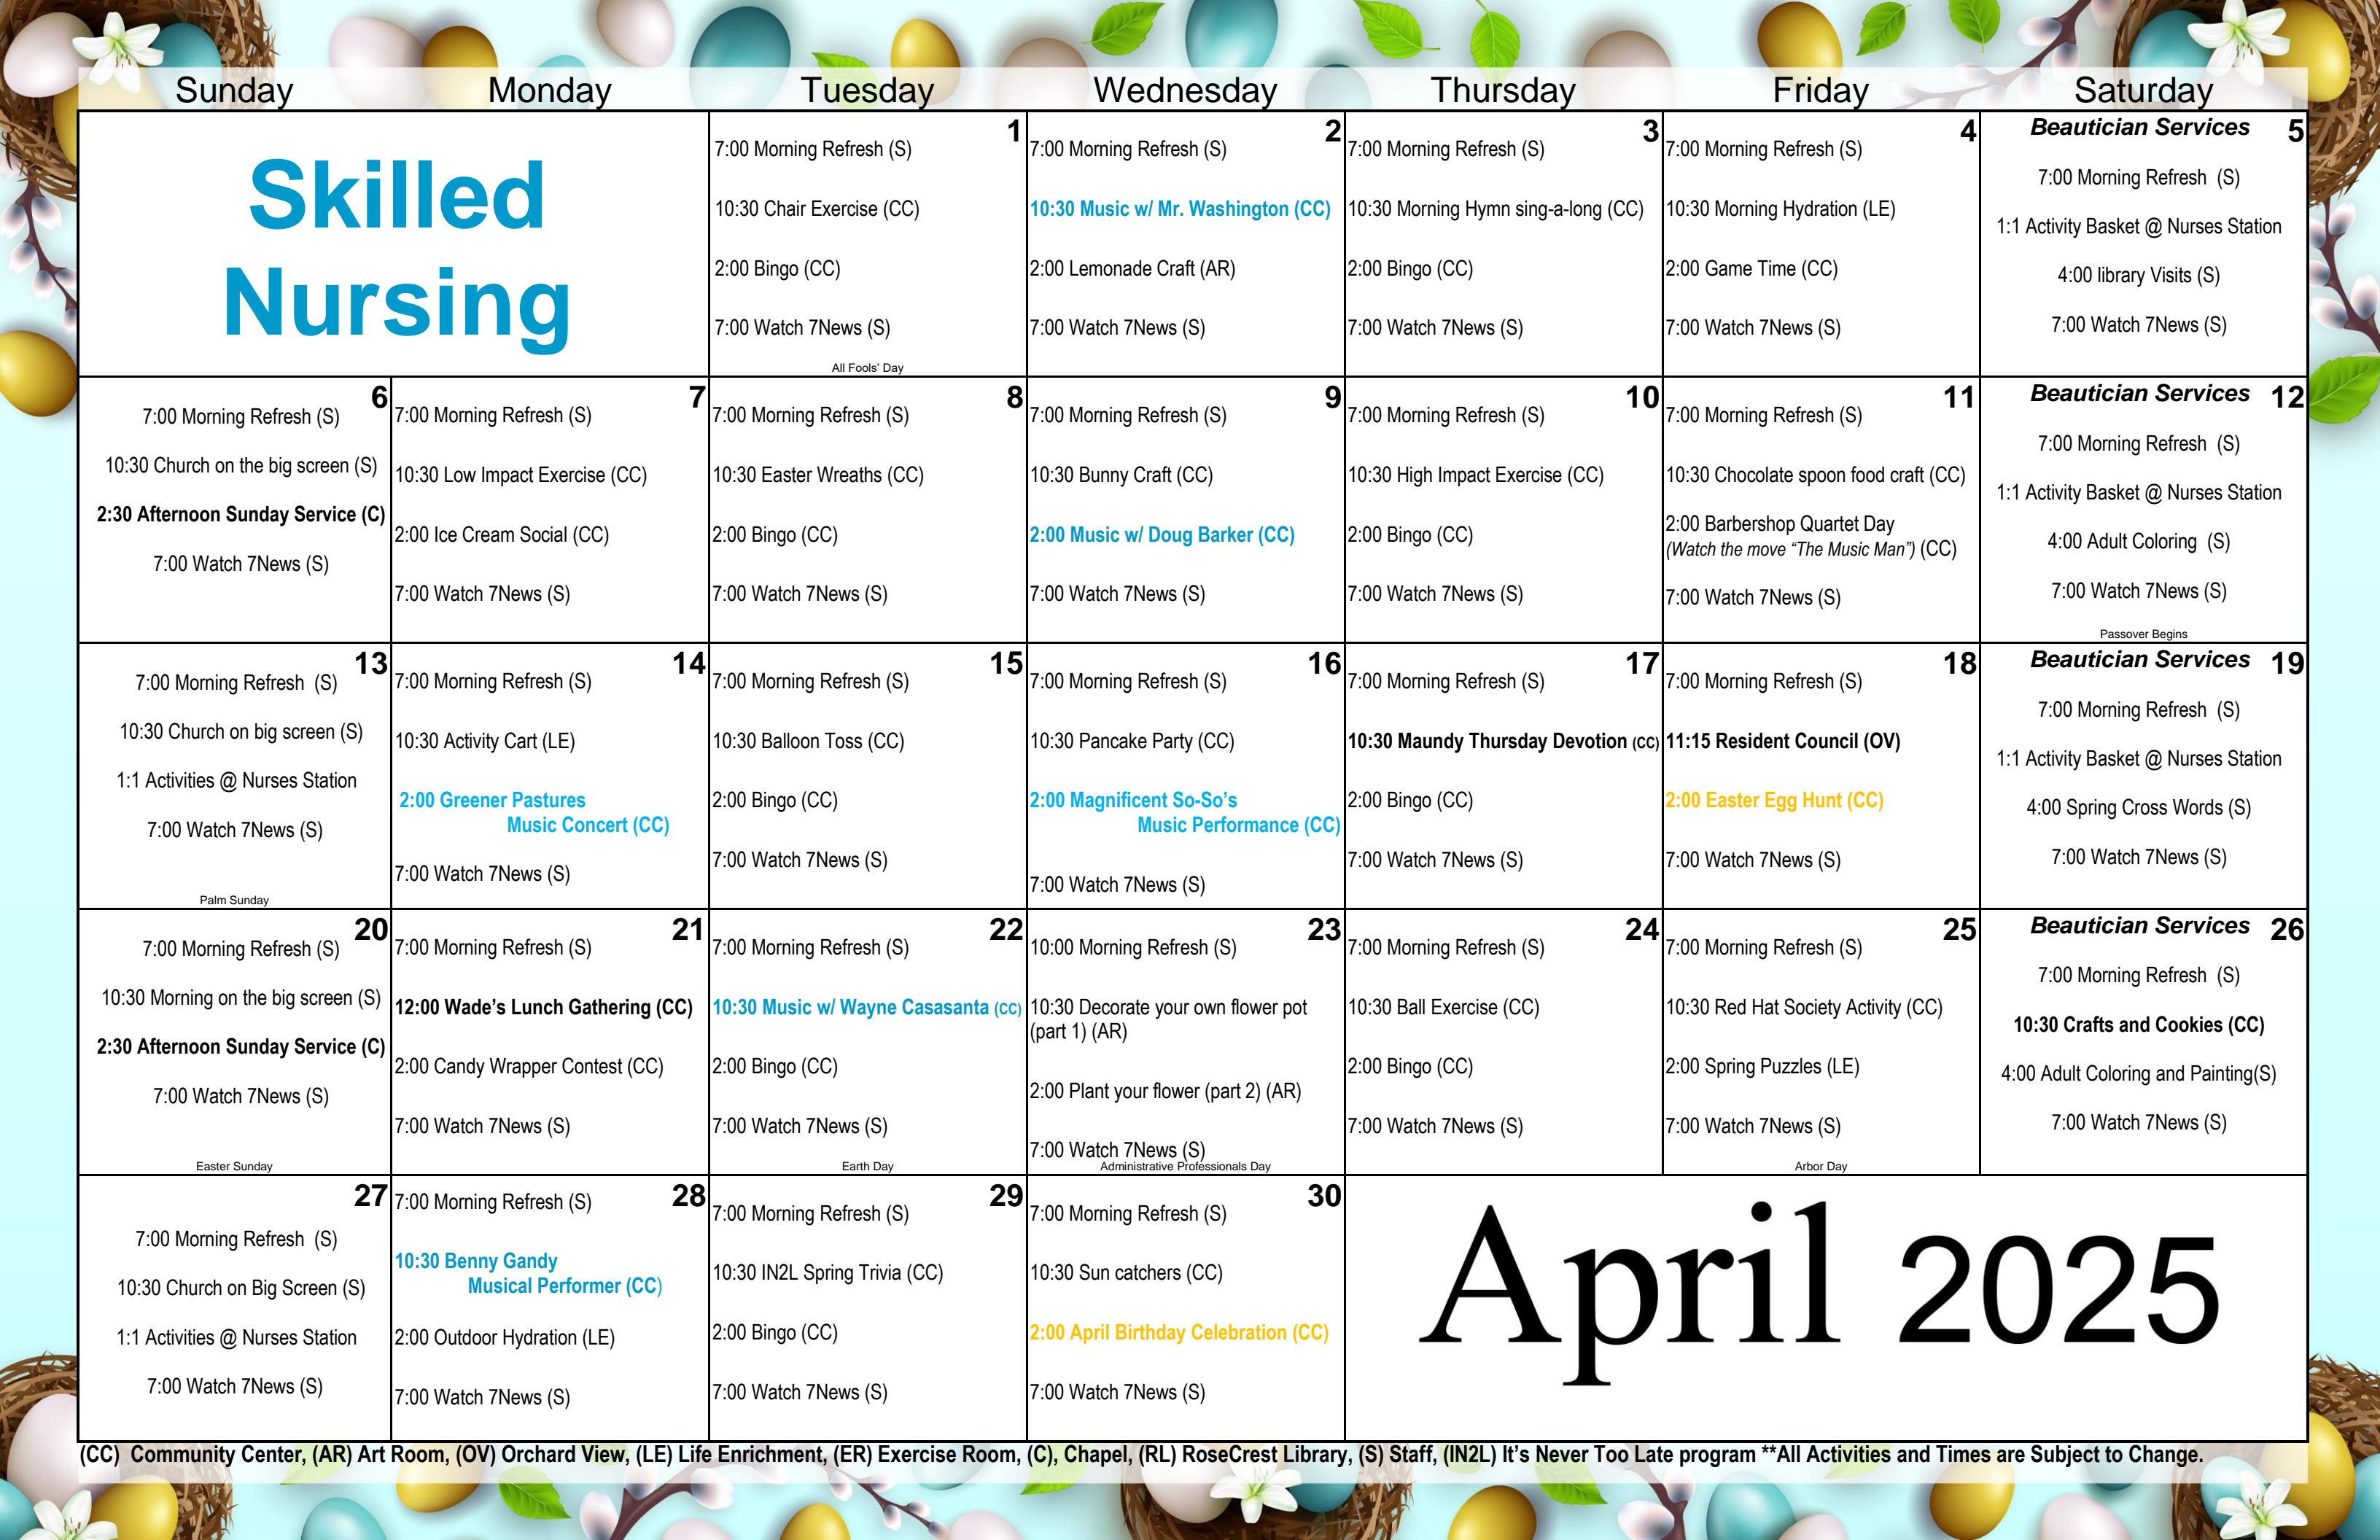 Sunday Monday Tuesday Wednesday Thursday Friday Saturday
Skilled
Nursing
1
7:00 Morning Refresh (S)
10:30 Chair Exercise (CC)
2:00 Bingo (CC)
7:00 Watch 7News (S)
All Fools' Day
2
7:00 Morning Refresh (S)
10:30 Music w/ Mr. Washington (CC)
2:00 Lemonade Craft (AR)
7:00 Watch 7News (S)
3
7:00 Morning Refresh (S)
10:30 Morning Hymn sing-a-long (CC)
2:00 Bingo (CC)
7:00 Watch 7News (S)
4
7:00 Morning Refresh (S)
10:30 Morning Hydration (LE)
2:00 Game Time (CC)
7:00 Watch 7News (S)
Beautician Services 5
7:00 Morning Refresh (S)
1:1 Activity Basket @ Nurses Station
4:00 library Visits (S)
7:00 Watch 7News (S)
6
7:00 Morning Refresh (S)
10:30 Church on the big screen (S)
2:30 Afternoon Sunday Service (C)
7:00 Watch 7News (S)
7
7:00 Morning Refresh (S)
10:30 Low Impact Exercise (CC)
2:00 Ice Cream Social (CC)
7:00 Watch 7News (S)
8
7:00 Morning Refresh (S)
10:30 Easter Wreaths (CC)
2:00 Bingo (CC)
7:00 Watch 7News (S)
9
7:00 Morning Refresh (S)
10:30 Bunny Craft (CC)
2:00 Music w/ Doug Barker (CC)
7:00 Watch 7News (S)
10
7:00 Morning Refresh (S)
10:30 High Impact Exercise (CC)
2:00 Bingo (CC)
7:00 Watch 7News (S)
11
7:00 Morning Refresh (S)
10:30 Chocolate spoon food craft (CC)
2:00 Barbershop Quartet Day
(Watch the move “The Music Man”) (CC)
7:00 Watch 7News (S)
Beautician Services 12
7:00 Morning Refresh (S)
1:1 Activity Basket @ Nurses Station
4:00 Adult Coloring (S)
7:00 Watch 7News (S)
Passover Begins
13
7:00 Morning Refresh (S)
10:30 Church on big screen (S)
1:1 Activities @ Nurses Station
7:00 Watch 7News (S)
Palm Sunday
14
7:00 Morning Refresh (S)
10:30 Activity Cart (LE)
2:00 Greener Pastures
Music Concert (CC)
7:00 Watch 7News (S)
15
7:00 Morning Refresh (S)
10:30 Balloon Toss (CC)
2:00 Bingo (CC)
7:00 Watch 7News (S)
16
7:00 Morning Refresh (S)
10:30 Pancake Party (CC)
2:00 Magnificent So-So’s
Music Performance (CC)
7:00 Watch 7News (S)
17
7:00 Morning Refresh (S)
10:30 Maundy Thursday Devotion (CC)
2:00 Bingo (CC)
7:00 Watch 7News (S)
18
7:00 Morning Refresh (S)
11:15 Resident Council (OV)
2:00 Easter Egg Hunt (CC)
7:00 Watch 7News (S)
Beautician Services 19
7:00 Morning Refresh (S)
1:1 Activity Basket @ Nurses Station
4:00 Spring Cross Words (S)
7:00 Watch 7News (S)
20
7:00 Morning Refresh (S)
10:30 Morning on the big screen (S)
2:30 Afternoon Sunday Service (C)
7:00 Watch 7News (S)
Easter Sunday
21
7:00 Morning Refresh (S)
12:00 Wade’s Lunch Gathering (CC)
2:00 Candy Wrapper Contest (CC)
7:00 Watch 7News (S)
22
7:00 Morning Refresh (S)
10:30 Music w/ Wayne Casasanta (CC)
2:00 Bingo (CC)
7:00 Watch 7News (S)
Earth Day
23
10:00 Morning Refresh (S)
10:30 Decorate your own flower pot
(part 1) (AR)
2:00 Plant your flower (part 2) (AR)
7:00 Watch 7News (S)
Administrative Professionals Day
24
7:00 Morning Refresh (S)
10:30 Ball Exercise (CC)
2:00 Bingo (CC)
7:00 Watch 7News (S)
25
7:00 Morning Refresh (S)
10:30 Red Hat Society Activity (CC)
2:00 Spring Puzzles (LE)
7:00 Watch 7News (S)
Arbor Day
Beautician Services 26
7:00 Morning Refresh (S)
10:30 Crafts and Cookies (CC)
4:00 Adult Coloring and Painting(S)
7:00 Watch 7News (S)
27
7:00 Morning Refresh (S)
10:30 Church on Big Screen (S)
1:1 Activities @ Nurses Station
7:00 Watch 7News (S)
28
7:00 Morning Refresh (S)
10:30 Benny Gandy
Musical Performer (CC)
2:00 Outdoor Hydration (LE)
7:00 Watch 7News (S)
29
7:00 Morning Refresh (S)
10:30 IN2L Spring Trivia (CC)
2:00 Bingo (CC)
7:00 Watch 7News (S)
30
7:00 Morning Refresh (S)
10:30 Sun catchers (CC)
2:00 April Birthday Celebration (CC)
7:00 Watch 7News (S)
April 2025
(CC) Community Center, (AR) Art Room, (OV) Orchard View, (LE) Life Enrichment, (ER) Exercise Room, (C), Chapel, (RL) RoseCrest Library, (S) Staff, (IN2L) It’s Never Too Late program **All Activities and Times are Subject to Change.